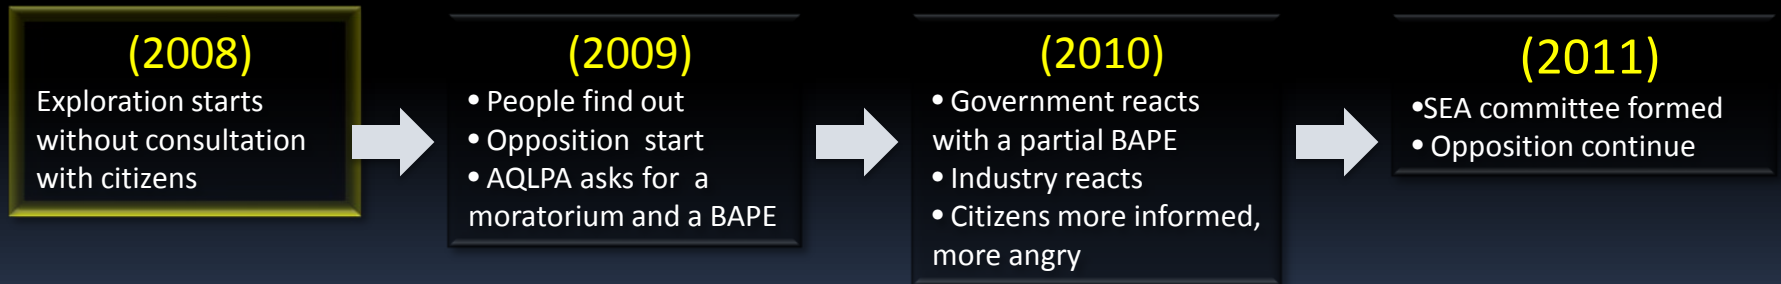 (2008)
Exploration starts
without consultation
with citizens
(2009)
• People find out
• Opposition start
• AQLPA asks for a
moratorium and a BAPE
(2010)
• Government reacts
with a partial BAPE
• Industry reacts
• Citizens more informed,
more angry
(2011)
•SEA committee formed
• Opposition continue